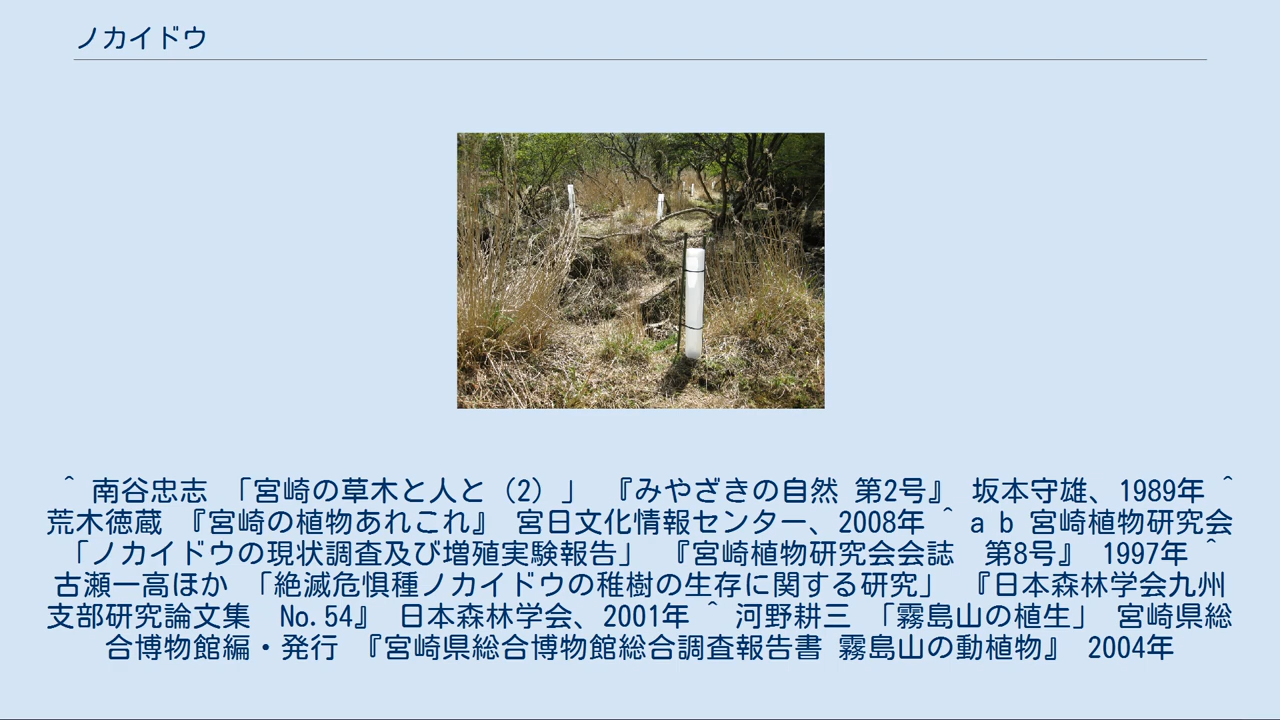 ノカイドウ
^ 南谷忠志 「宮崎の草木と人と（2）」 『みやざきの自然 第2号』 坂本守雄、1989年 ^
荒木徳蔵 『宮崎の植物あれこれ』 宮日文化情報センター、2008年 ^ a b 宮崎植物研究会
「ノカイドウの現状調査及び増殖実験報告」 『宮崎植物研究会会誌　第8号』 1997年 ^
古瀬一高ほか 「絶滅危惧種ノカイドウの稚樹の生存に関する研究」 『日本森林学会九州
支部研究論文集　No.54』 日本森林学会、2001年 ^ 河野耕三 「霧島山の植生」 宮崎県総
合博物館編・発行 『宮崎県総合博物館総合調査報告書 霧島山の動植物』 2004年